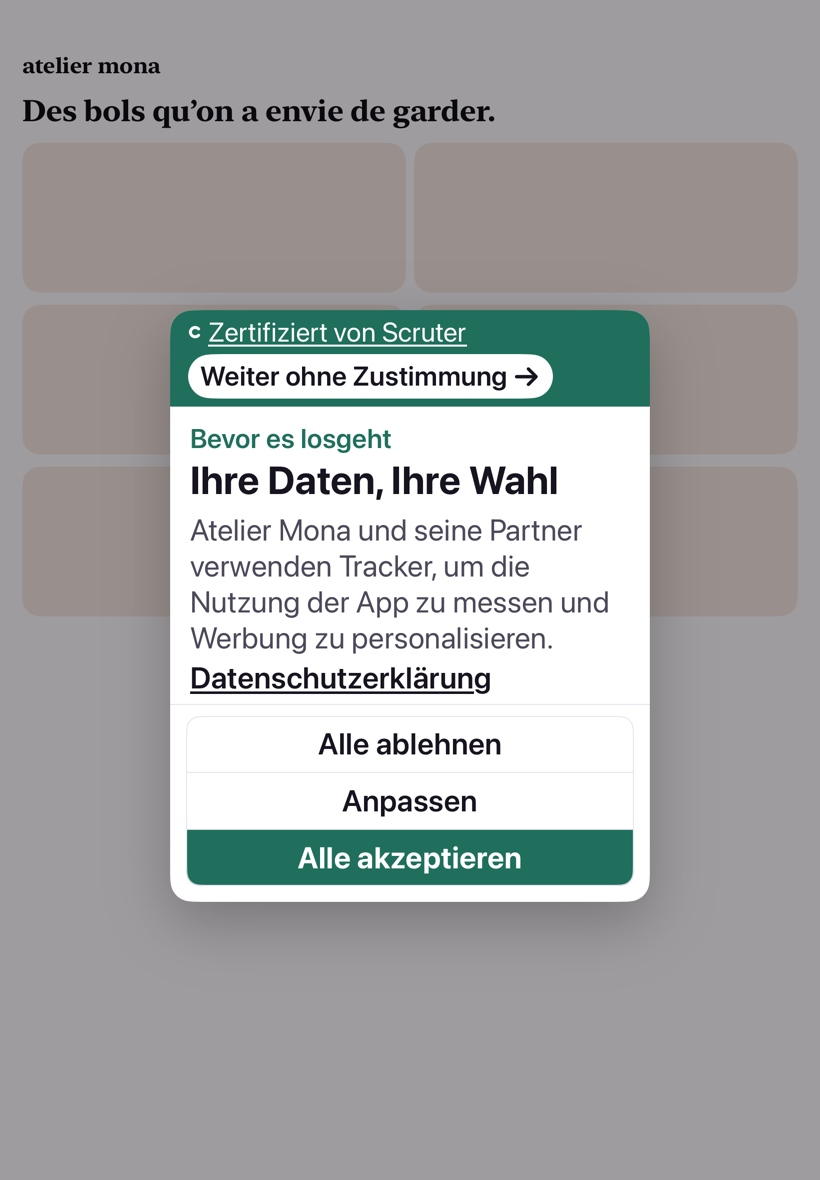 atelier mona
Des bols qu’on a envie de garder.
Zertifiziert von Scruter
Weiter ohne Zustimmung →
Bevor es losgeht
Ihre Daten, Ihre Wahl
Atelier Mona und seine Partner
verwenden Tracker, um die
Nutzung der App zu messen und
Werbung zu personalisieren.
Datenschutzerklärung
Alle ablehnen
Anpassen
Alle akzeptieren